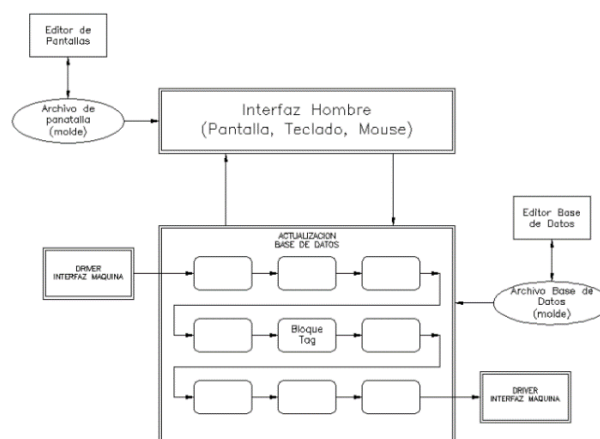 Editor de
Pantallas
Archivo de
panatalla
(molde)
Interfaz Hombre
(Pantalla, Teclado, Mouse)
ACTUALIZACION
BASE DE DATOS
Editor Base
de Datos
DRIVER
INTERFAZ MAQUINA
Archivo Base de
Datos
(molde)
Bloque
Tag
DRIVER
INTERFAZ MAQUINA